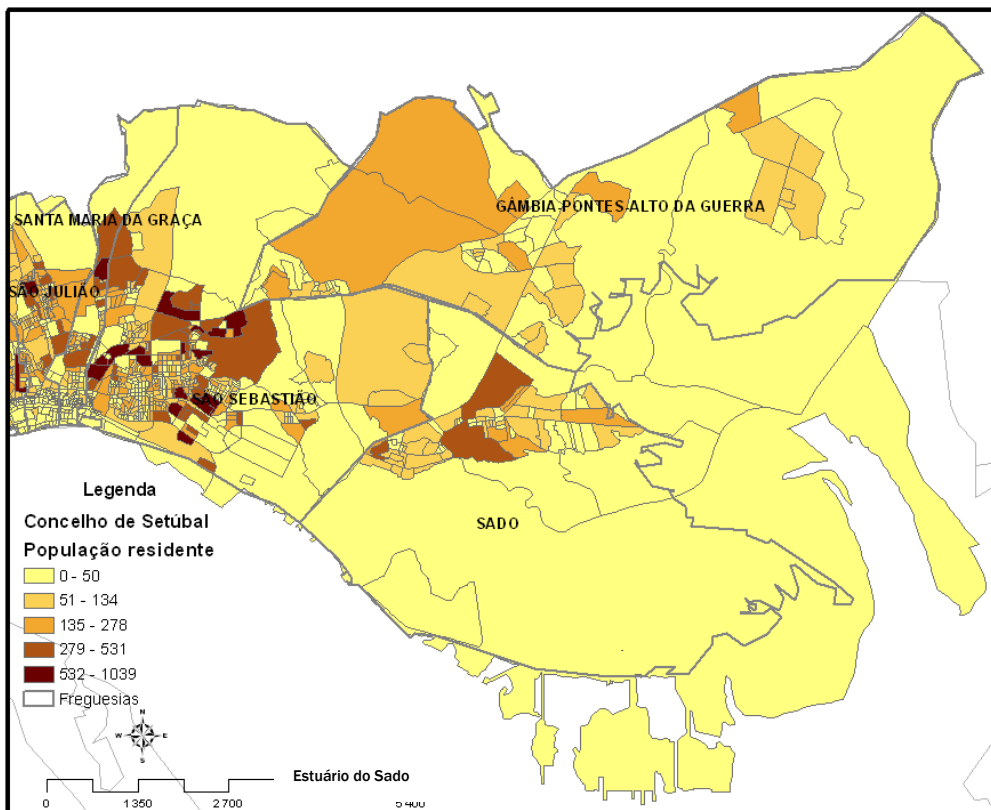 SANTA MARIA DA GRAÇA
GÂMBIA-PONTES-ALTO DA GUERRA
SÃO JULIÃO
SÃO SEBASTIÃO
SADO
Legenda
Concelho de Setúbal
População residente
0 - 50
51 - 134
135 - 278
279 - 531
532 - 1039
Freguesias
N
W E
S
Estuário do Sado
0 1 350 2 700 5 400